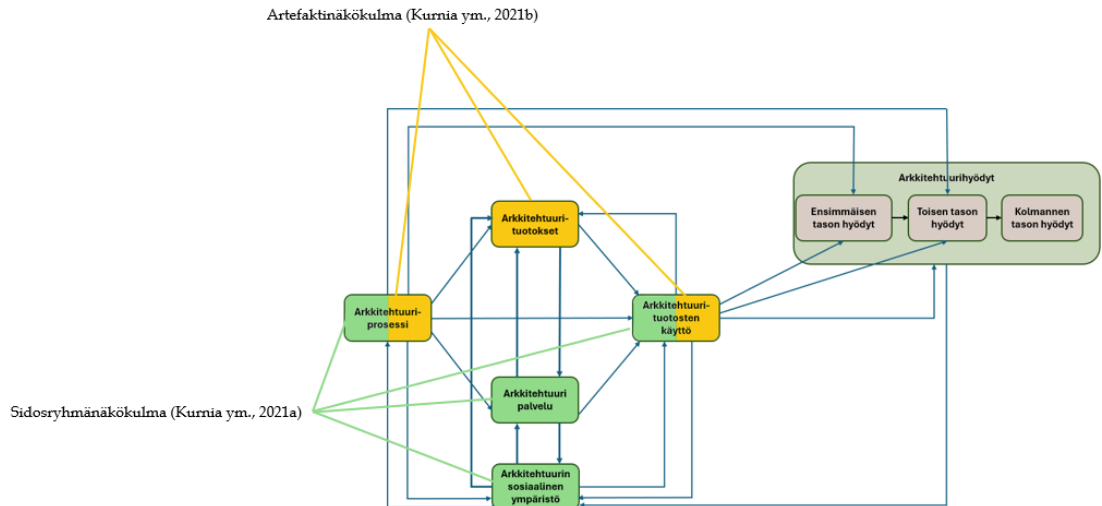 Artefaktinäkökulma (Kurnia ym., 2021b)
Arkkitehtuurihyödyt
Ensimmäisen
tason hyödyt
Toisen tason
hyödyt
Kolmannen
tason hyödyt
Arkkitehtuuri-
tuotokset
Arkkitehtuuri-
prosessi
Arkkitehtuuri-
tuotosten
käyttö
Arkkitehtuuri
palvelu
Sidosryhmänäkökulma (Kurnia ym., 2021a)
Arkkitehtuurin
sosiaalinen
ympäristö